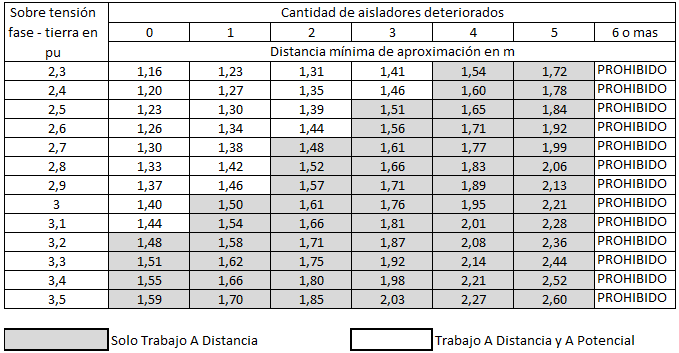 Sobre tensión fase - tierra en pu Cantidad de aisladores deteriorados
0 1 2 3 4 5 6 o mas
Distancia mínima de aproximación en m
2,3 1,16 1,23 1,31 1,41 1,54 1,72 PROHIBIDO
2,4 1,20 1,27 1,35 1,46 1,60 1,78 PROHIBIDO
2,5 1,23 1,30 1,39 1,51 1,65 1,84 PROHIBIDO
2,6 1,26 1,34 1,44 1,56 1,71 1,92 PROHIBIDO
2,7 1,30 1,38 1,48 1,61 1,77 1,99 PROHIBIDO
2,8 1,33 1,42 1,52 1,66 1,83 2,06 PROHIBIDO
2,9 1,37 1,46 1,57 1,71 1,89 2,13 PROHIBIDO
3 1,40 1,50 1,61 1,76 1,95 2,21 PROHIBIDO
3,1 1,44 1,54 1,66 1,81 2,01 2,28 PROHIBIDO
3,2 1,48 1,58 1,71 1,87 2,08 2,36 PROHIBIDO
3,3 1,51 1,62 1,75 1,92 2,14 2,44 PROHIBIDO
3,4 1,55 1,66 1,80 1,98 2,21 2,52 PROHIBIDO
3,5 1,59 1,70 1,85 2,03 2,27 2,60 PROHIBIDO
Solo Trabajo A Distancia Trabajo A Distancia y A Potencial